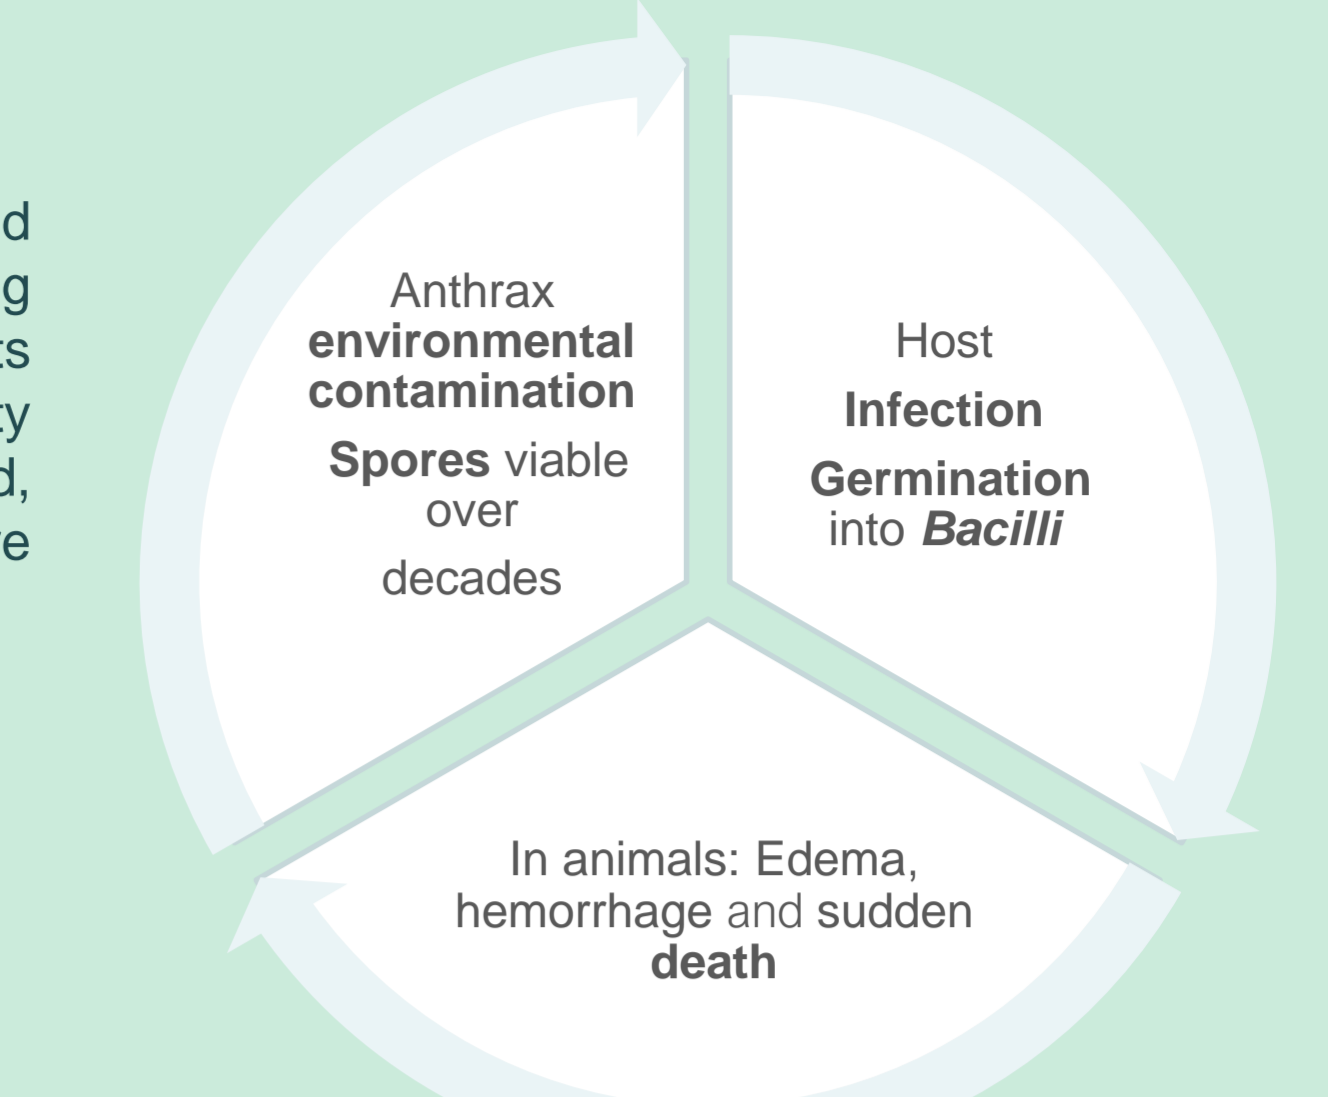 Anthrax
environmental
contamination
Spores viable
over
decades
Host
Infection
Germination
into Bacilli
In animals: Edema,
hemorrhage and sudden
death